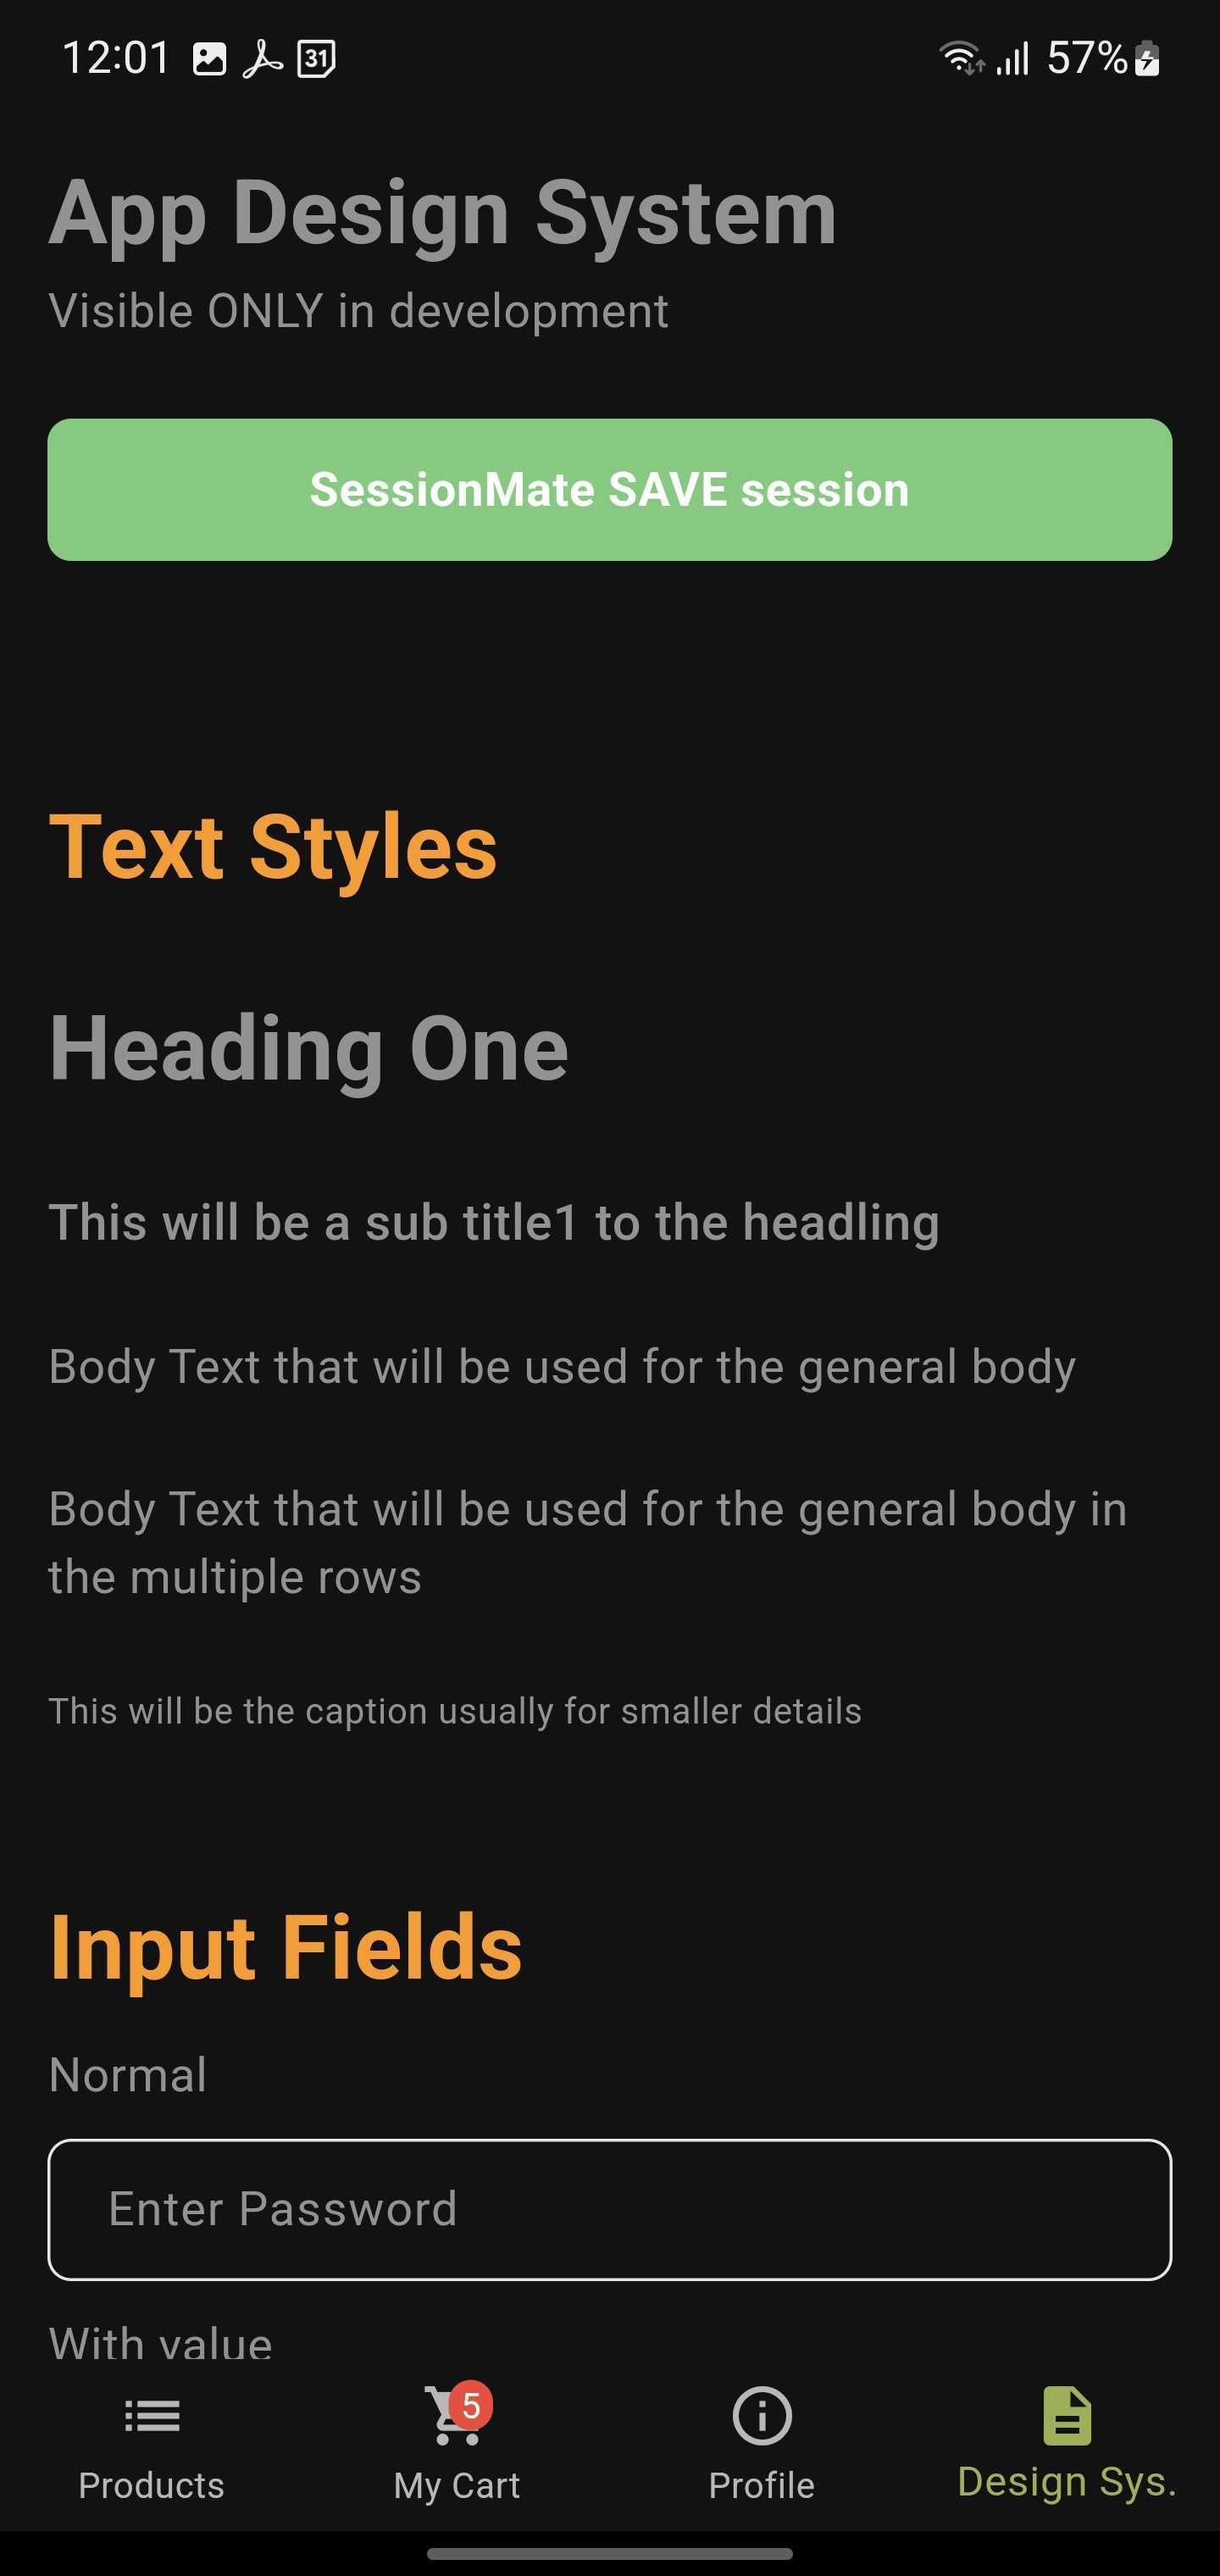 12:01 31 57%
App Design System
Visible ONLY in development
SessionMate SAVE session
Text Styles
Heading One
This will be a sub title1 to the headling
Body Text that will be used for the general body
Body Text that will be used for the general body in
the multiple rows
This will be the caption usually for smaller details
Input Fields
Normal
Enter Password
With value
5
Products My Cart Profile Design Sys.